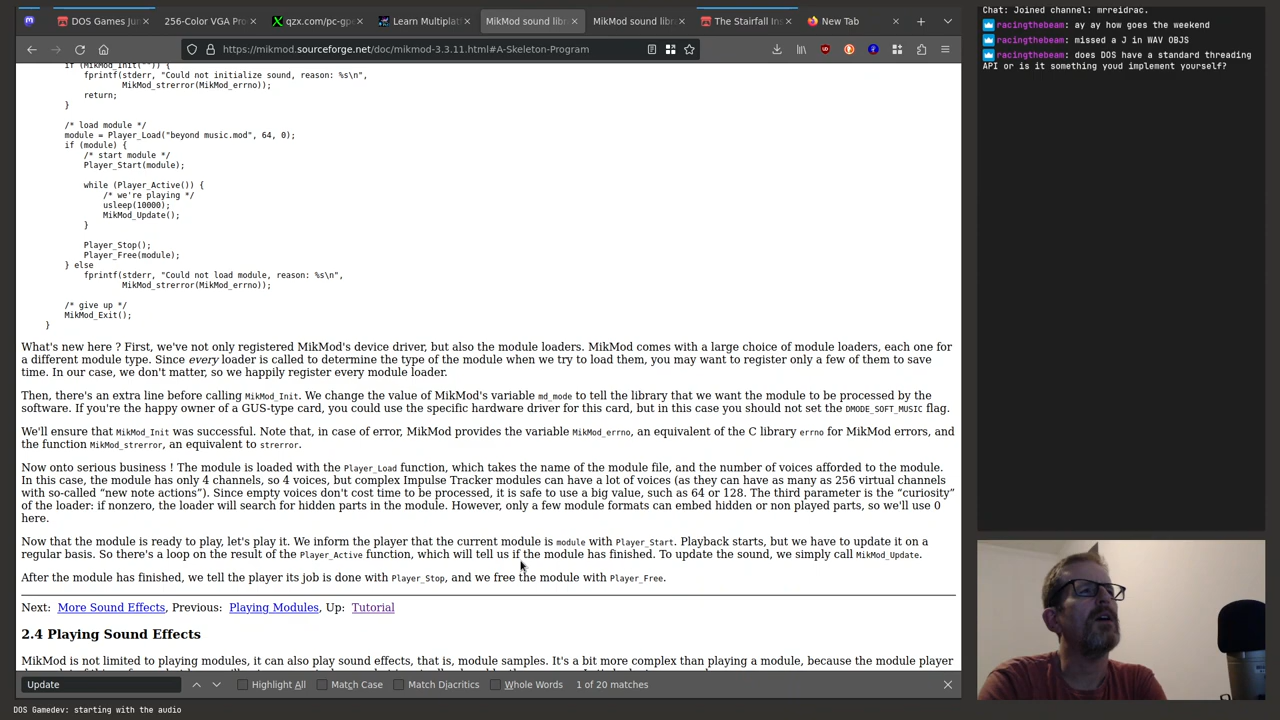 DOS Games Ju
256-Color VGA Pro
qzx.com/pc-gp
Learn Multiplat
MikMod sound libr
MikMod sound libr
The Stairfall Ins
New Tab
https://mikmod.sourceforge.net/doc/mikmod-3.3.11.html#A-Skeleton-Program
if (MikMod_Init("")) {
fprintf(stderr, "Could not initialize sound, reason: %s\n",
MikMod_strerror(MikMod_errno));
return;
}
/* load module */
module = Player_Load("beyond music.mod", 64, 0);
if (module) {
/* start module */
Player_Start(module);
while (Player_Active()) {
/* we're playing */
usleep(10000);
MikMod_Update();
}
Player_Stop();
Player_Free(module);
} else
fprintf(stderr, "Could not load module, reason: %s\n",
MikMod_strerror(MikMod_errno));
/* give up */
MikMod_Exit();
}
What's new here ? First, we've not only registered MikMod's device driver, but also the module loaders. MikMod comes with a large choice of module loaders, each one for
a different module type. Since every loader is called to determine the type of the module when we try to load them, you may want to register only a few of them to save
time. In our case, we don't matter, so we happily register every module loader.
Then, there's an extra line before calling MikMod_Init. We change the value of MikMod's variable md_mode to tell the library that we want the module to be processed by the
software. If you're the happy owner of a GUS-type card, you could use the specific hardware driver for this card, but in this case you should not set the DMODE_SOFT_MUSIC flag.
We'll ensure that MikMod_Init was successful. Note that, in case of error, MikMod provides the variable MikMod_errno, an equivalent of the C library errno for MikMod errors, and
the function MikMod_strerror, an equivalent to strerror.
Now onto serious business ! The module is loaded with the Player_Load function, which takes the name of the module file, and the number of voices afforded to the module.
In this case, the module has only 4 channels, so 4 voices, but complex Impulse Tracker modules can have a lot of voices (as they can have as many as 256 virtual channels
with so-called “new note actions”). Since empty voices don't cost time to be processed, it is safe to use a big value, such as 64 or 128. The third parameter is the “curiosity”
of the loader: if nonzero, the loader will search for hidden parts in the module. However, only a few module formats can embed hidden or non played parts, so we'll use 0
here.
Now that the module is ready to play, let's play it. We inform the player that the current module is module with Player_Start. Playback starts, but we have to update it on a
regular basis. So there's a loop on the result of the Player_Active function, which will tell us if the module has finished. To update the sound, we simply call MikMod_Update.
After the module has finished, we tell the player its job is done with Player_Stop, and we free the module with Player_Free.
Next: More Sound Effects, Previous: Playing Modules, Up: Tutorial
2.4 Playing Sound Effects
MikMod is not limited to playing modules, it can also play sound effects, that is, module samples. It's a bit more complex than playing a module, because the module player
Update
Highlight All
Match Case
Match Diacritics
Whole Words
1 of 20 matches
DOS Gamedev: starting with the audio
Chat: Joined channel: mrreidrac.
racingthebeam: ay ay how goes the weekend
racingthebeam: missed a J in WAV OBJS
racingthebeam: does DOS have a standard threading
API or is it something youd implement yourself?